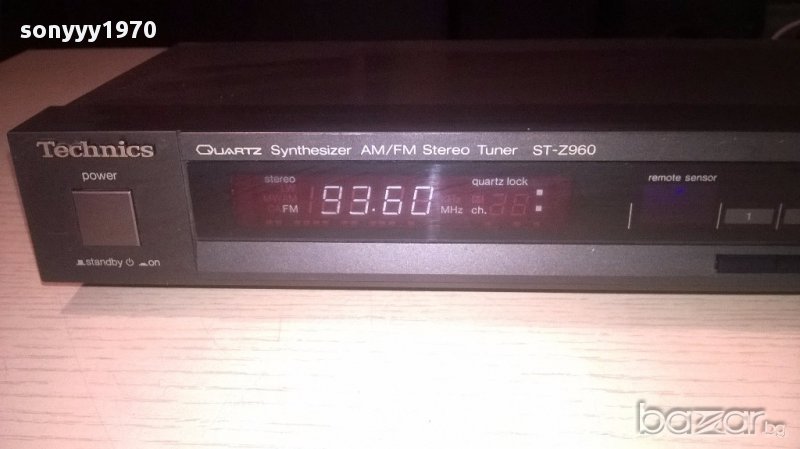 sonyyy1970
Technics
QUARTZ Synthesizer AM/FM Stereo Tuner ST-Z960
power
stereo
quartz lock
remote sensor
FM 93.60 MHz ch.
1
standby on
bazar.bg